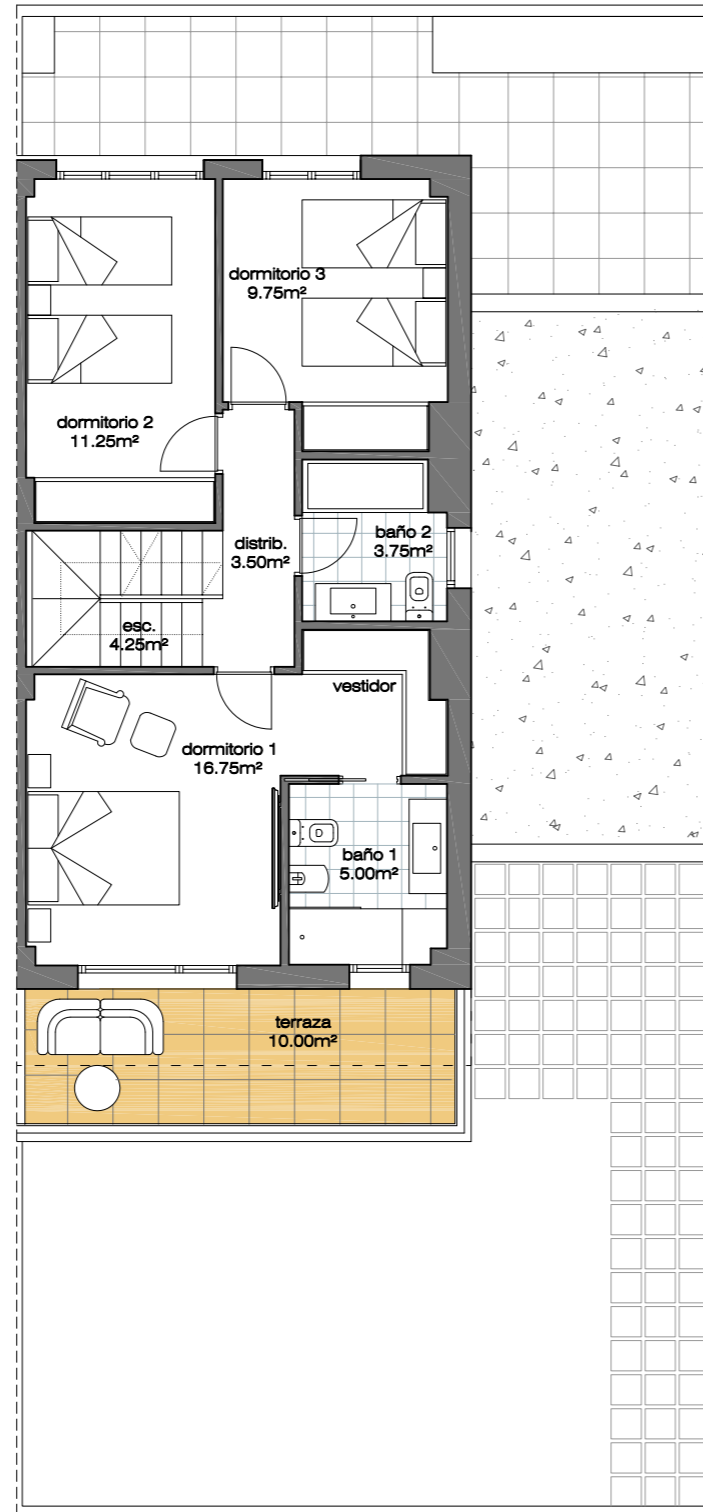 dormitorio 3
9.75m²
dormitorio 2
11.25m²
distrib.
3.50m²
baño 2
3.75m²
esc.
4.25m²
vestidor
dormitorio 1
16.75m²
baño 1
5.00m²
terraza
10.00m²